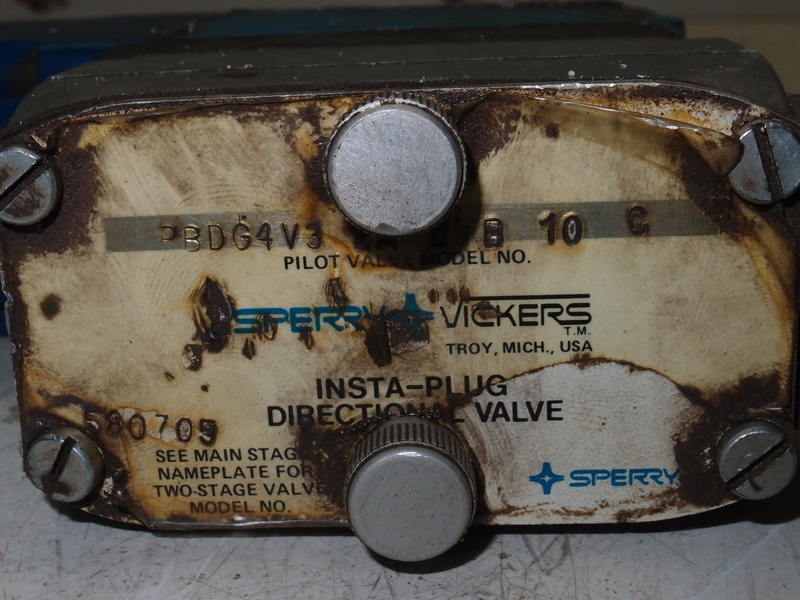 PBDG4V3 B 10 C
PILOT VALVE MODEL NO.
SPERRY VICKERS
T.M.
TROY, MICH., USA
INSTA-PLUG
DIRECTIONAL VALVE
580709
SEE MAIN STAGE
NAMEPLATE FOR
TWO-STAGE VALVE
MODEL NO.
SPERRY